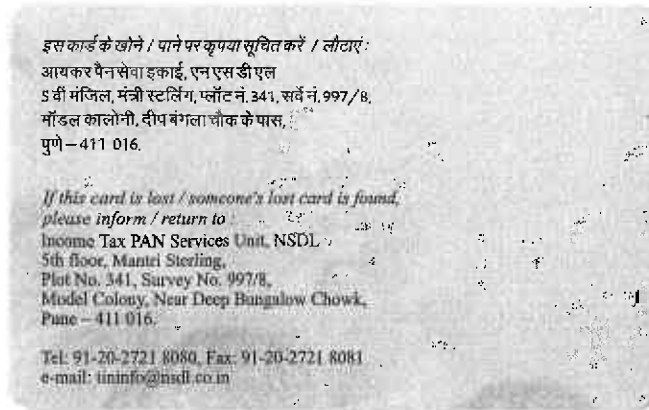 इस कार्ड के खोने / पाने पर कृपया सूचित करें / लौटाएं :
आयकर पैन सेवा इकाई, एन एस डी एल
5 वीं मंजिल, मंत्री स्टर्लिंग, प्लॉट नं. 341, सर्वे नं. 997/8,
मॉडल कालोनी, दीप बंगला चौक के पास,
पुणे – 411 016.
If this card is lost / someone's lost card is found,
please inform / return to :
Income Tax PAN Services Unit, NSDL
5th floor, Mantri Sterling,
Plot No. 341, Survey No. 997/8,
Model Colony, Near Deep Bungalow Chowk,
Pune – 411 016.
Tel: 91-20-2721 8080, Fax: 91-20-2721 8081
e-mail: tininfo@nsdl.co.in